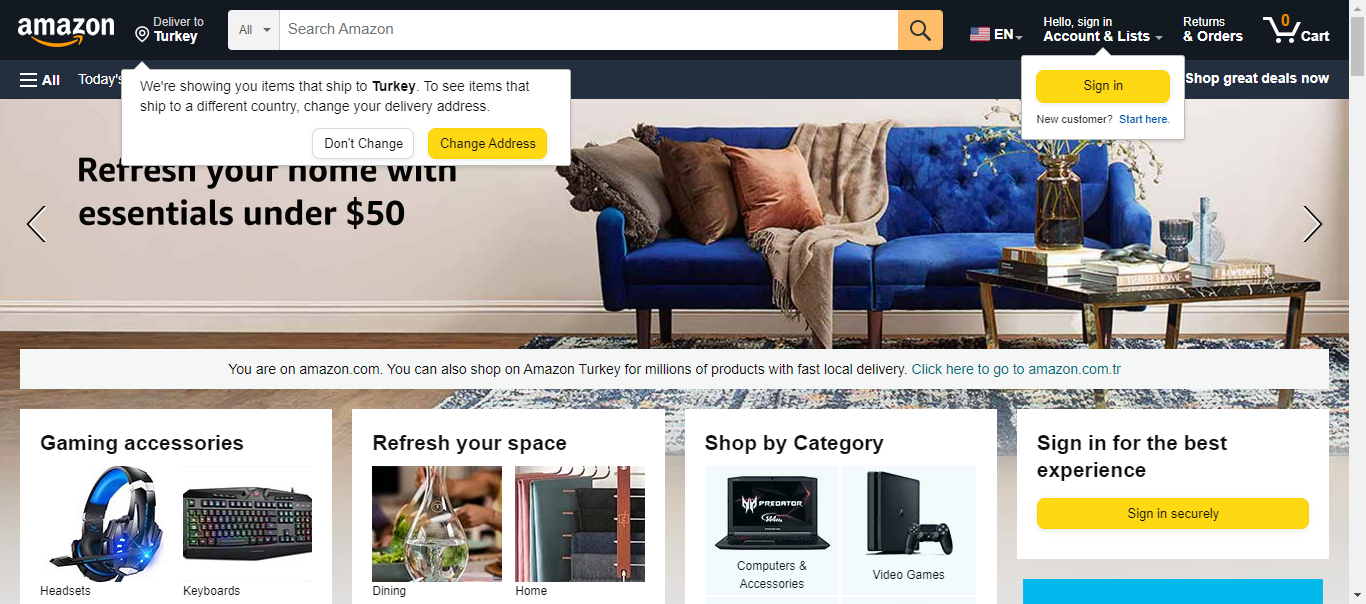 amazon
Deliver to
Turkey
All
Search Amazon
EN
Hello, sign in
Account & Lists
Returns
& Orders
0
Cart
All
Today's
Shop great deals now
We're showing you items that ship to Turkey. To see items that
ship to a different country, change your delivery address.
Don't Change
Change Address
Sign in
New customer? Start here.
Refresh your home with
essentials under $50
You are on amazon.com. You can also shop on Amazon Turkey for millions of products with fast local delivery. Click here to go to amazon.com.tr
Gaming accessories
Headsets
Keyboards
Refresh your space
Dining
Home
Shop by Category
PREDATOR
144Hz
Computers &
Accessories
Video Games
Sign in for the best
experience
Sign in securely